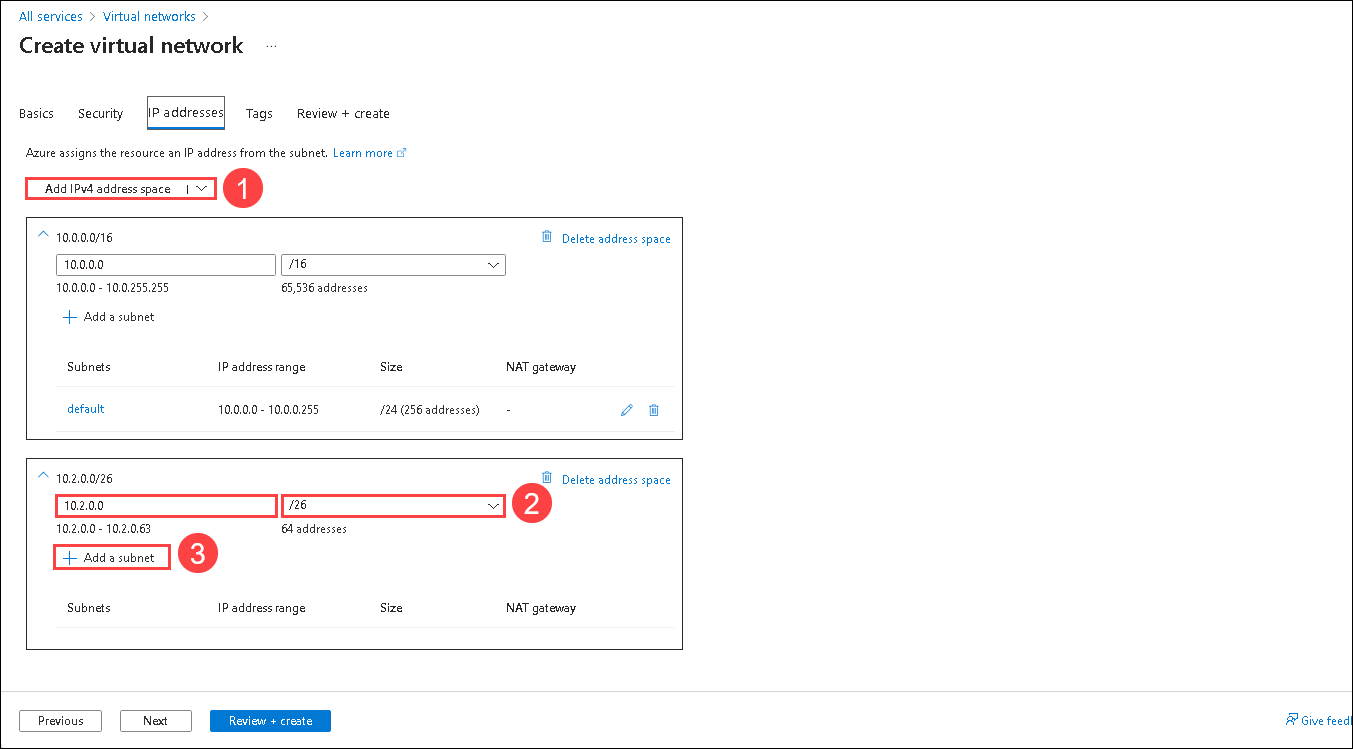 All services > Virtual networks >
Create virtual network ...
Basics Security IP addresses Tags Review + create
Azure assigns the resource an IP address from the subnet. Learn more
Add IPv4 address space 1
10.0.0.0/16 Delete address space
10.0.0.0 /16
10.0.0.0 - 10.0.255.255 65,536 addresses
+ Add a subnet
Subnets IP address range Size NAT gateway
default 10.0.0.0 - 10.0.0.255 /24 (256 addresses) -
10.2.0.0/26 Delete address space
10.2.0.0 /26 2
10.2.0.0 - 10.2.0.63 64 addresses
+ Add a subnet 3
Subnets IP address range Size NAT gateway
Previous Next Review + create Give feed